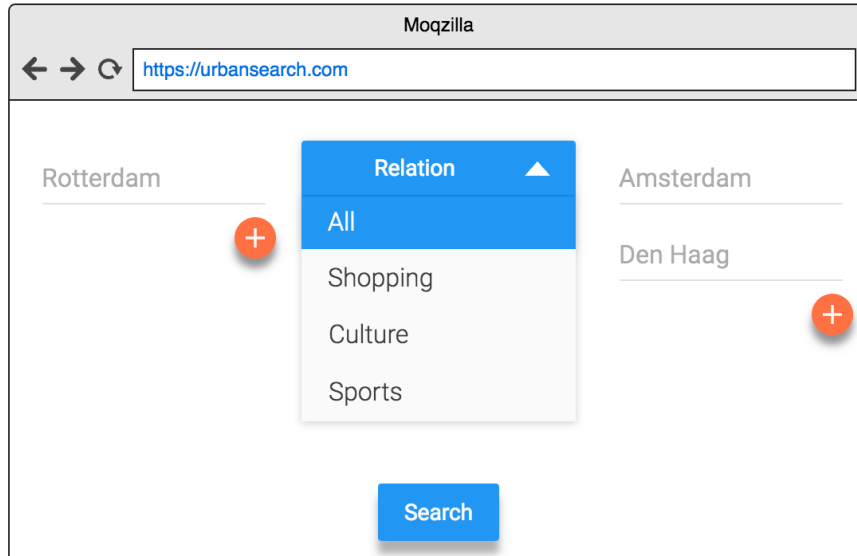 Moqzilla
https://urbansearch.com
Rotterdam
Relation
All
Shopping
Culture
Sports
Amsterdam
Den Haag
Search